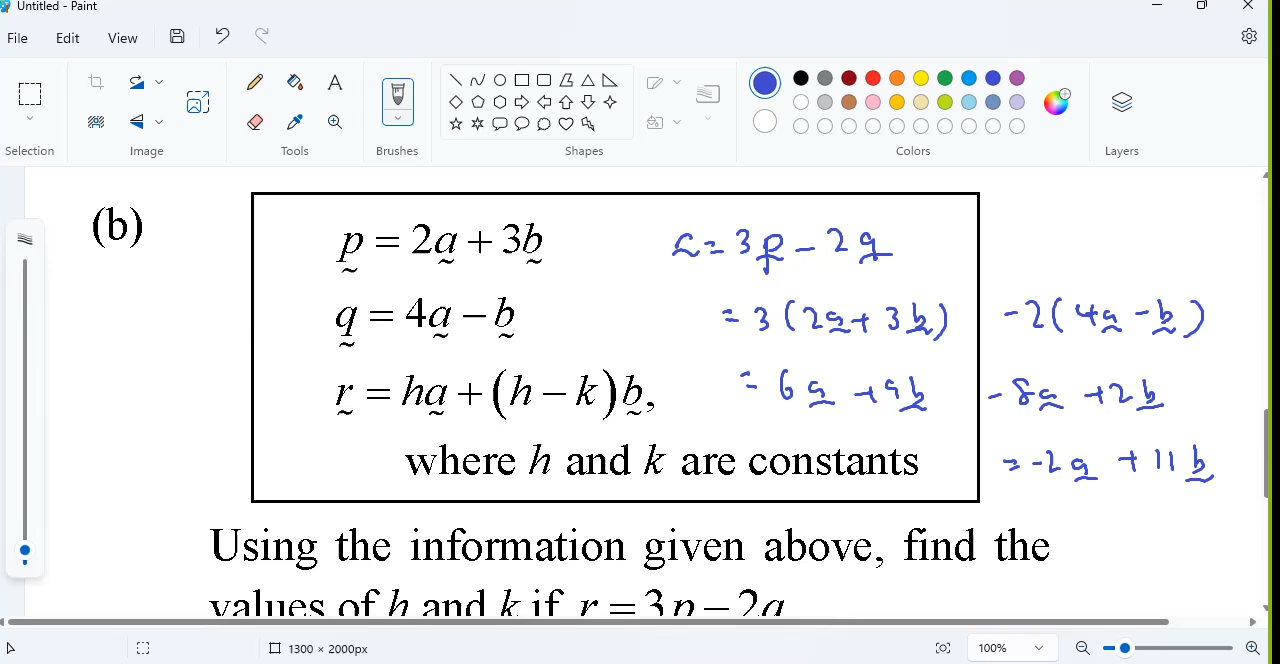 Untitled - Paint
File Edit View
Selection Image Tools Brushes Shapes Colors Layers
(b)
p = 2a + 3b
r = 3p - 2q
q = 4a − b
= 3(2a + 3b) -2(4a - b)
r = ha + (h − k)b,
= 6a + 9b - 8a + 2b
where h and k are constants
= -2a + 11b
Using the information given above, find the
values of h and k if r = 3p − 2q
1300 × 2000px
100%